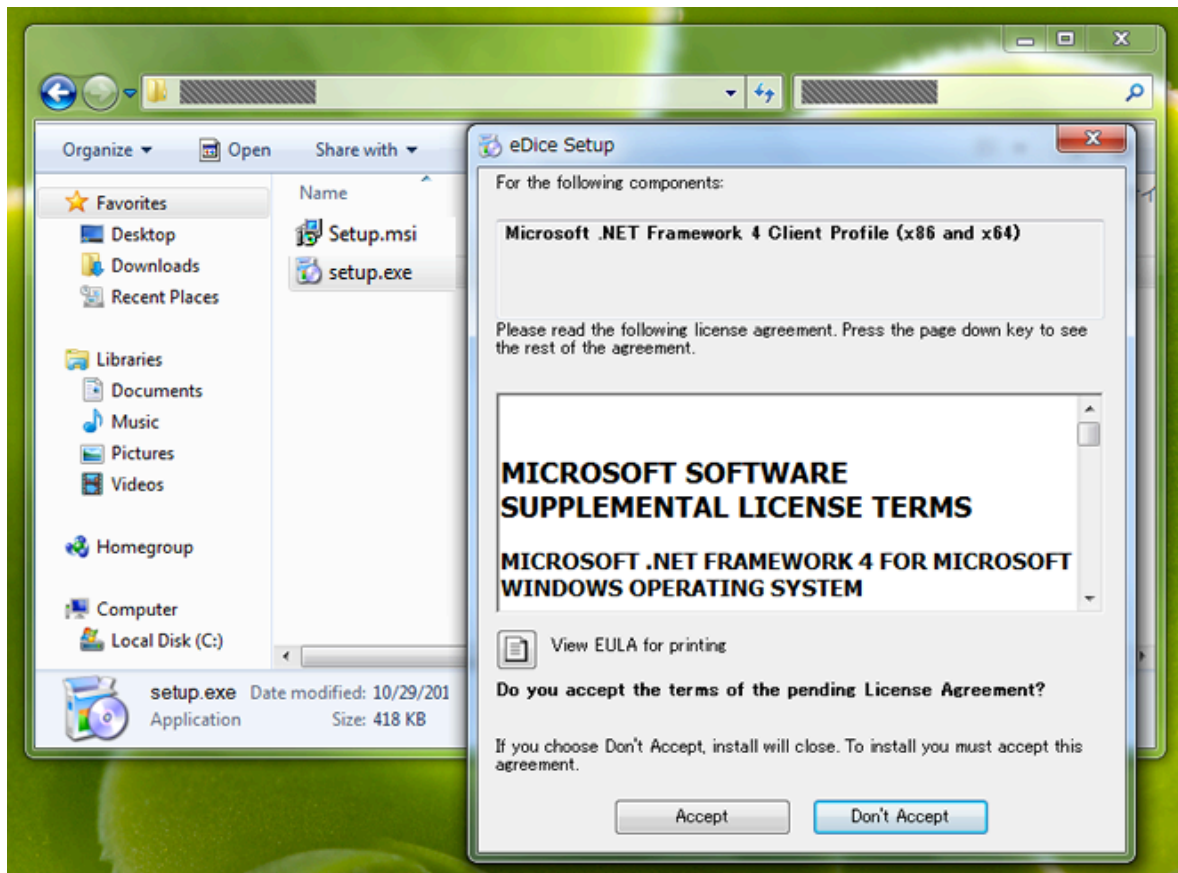 Organize
Open
Share with
Favorites
Desktop
Downloads
Recent Places
Libraries
Documents
Music
Pictures
Videos
Homegroup
Computer
Local Disk (C:)
Name
Setup.msi
setup.exe
setup.exe Date modified: 10/29/201
Application Size: 418 KB
eDice Setup
For the following components:
Microsoft .NET Framework 4 Client Profile (x86 and x64)
Please read the following license agreement. Press the page down key to see
the rest of the agreement.
MICROSOFT SOFTWARE
SUPPLEMENTAL LICENSE TERMS
MICROSOFT .NET FRAMEWORK 4 FOR MICROSOFT
WINDOWS OPERATING SYSTEM
View EULA for printing
Do you accept the terms of the pending License Agreement?
If you choose Don't Accept, install will close. To install you must accept this
agreement.
Accept
Don't Accept